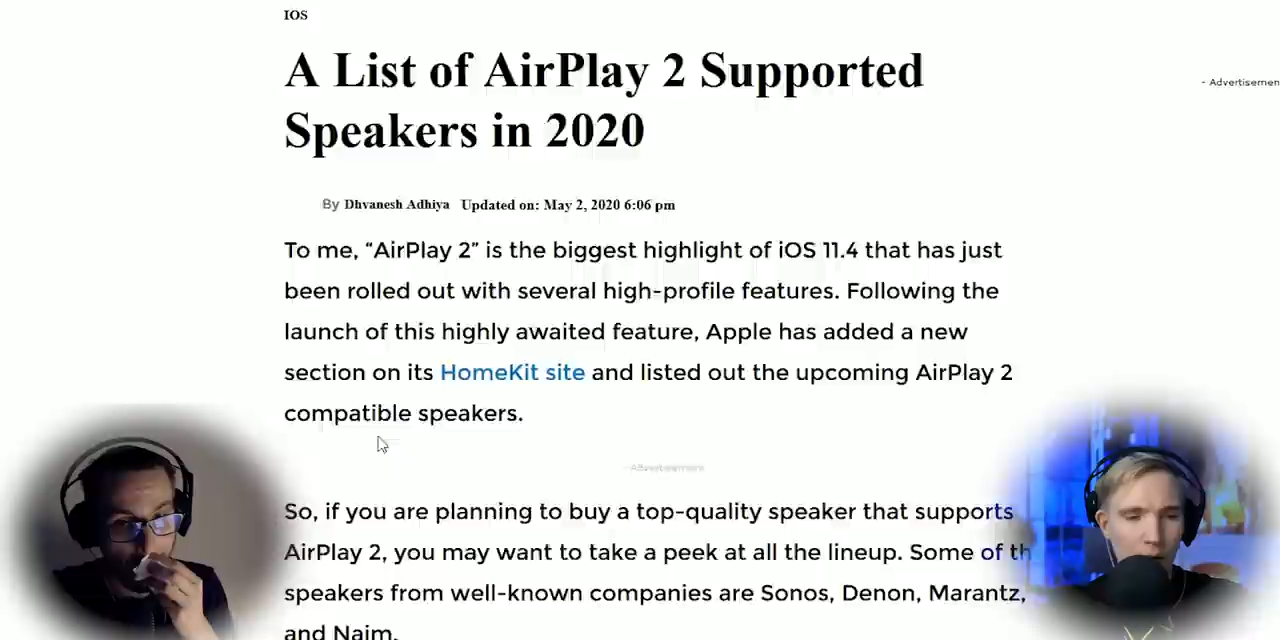 IOS
A List of AirPlay 2 Supported
Speakers in 2020
- Advertisemen
By Dhvanesh Adhiya Updated on: May 2, 2020 6:06 pm
To me, “AirPlay 2” is the biggest highlight of iOS 11.4 that has just
been rolled out with several high-profile features. Following the
launch of this highly awaited feature, Apple has added a new
section on its HomeKit site and listed out the upcoming AirPlay 2
compatible speakers.
- Advertisement
So, if you are planning to buy a top-quality speaker that supports
AirPlay 2, you may want to take a peek at all the lineup. Some of th
speakers from well-known companies are Sonos, Denon, Marantz,
and Naim.